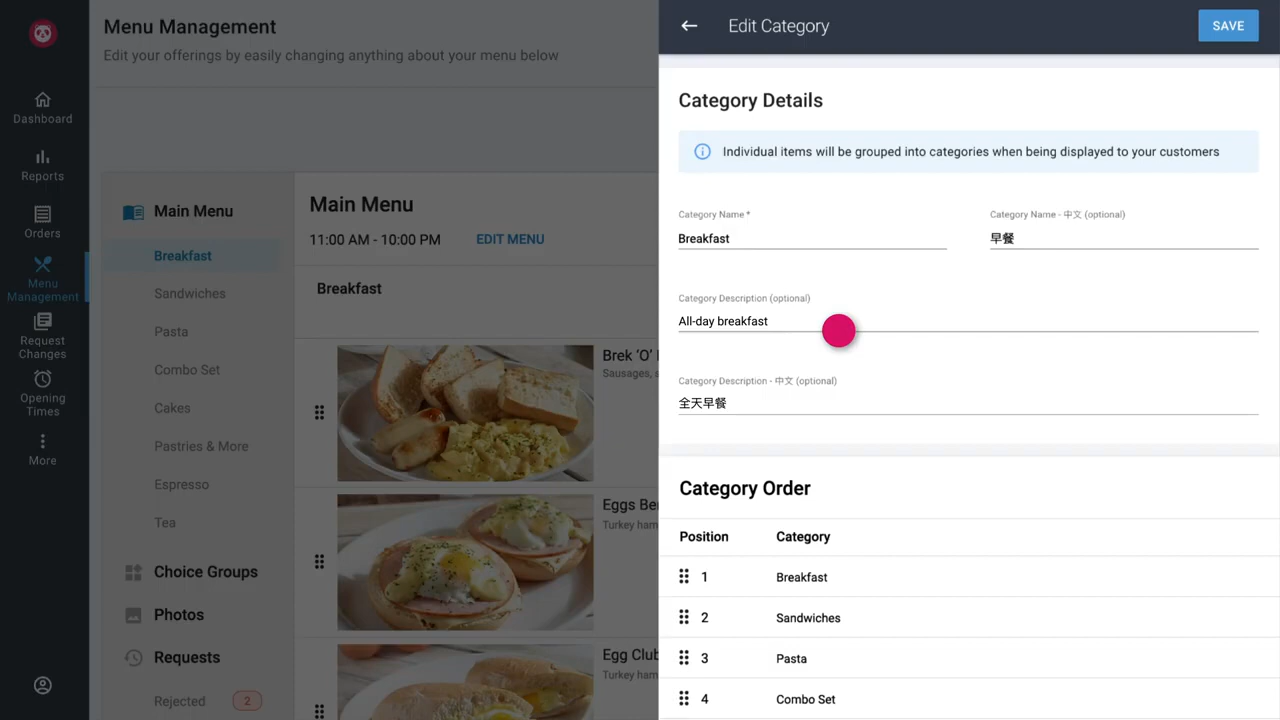 Menu Management
Edit your offerings by easily changing anything about your menu below
Dashboard
Reports
Orders
Menu
Management
Request
Changes
Opening
Times
More
Main Menu
Breakfast
Sandwiches
Pasta
Combo Set
Cakes
Pastries & More
Espresso
Tea
Choice Groups
Photos
Requests
Rejected 2
Main Menu
11:00 AM - 10:00 PM EDIT MENU
Breakfast
Brek ‘O’
Sausages,
Eggs Be
Turkey ham
Egg Club
Turkey ham
Edit Category
SAVE
Category Details
Individual items will be grouped into categories when being displayed to your customers
Category Name *
Breakfast
Category Name - 中文 (optional)
早餐
Category Description (optional)
All-day breakfast
Category Description - 中文 (optional)
全天早餐
Category Order
Position Category
1 Breakfast
2 Sandwiches
3 Pasta
4 Combo Set